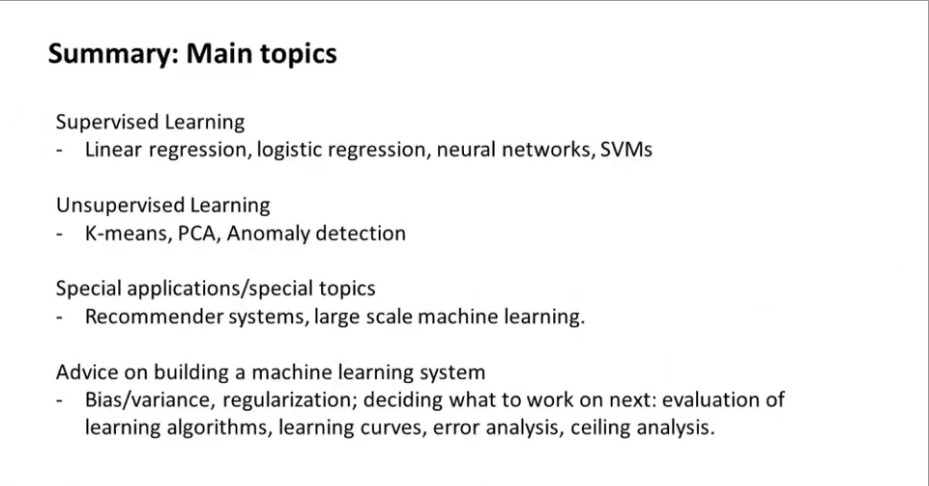 Summary: Main topics
Supervised Learning
- Linear regression, logistic regression, neural networks, SVMs
Unsupervised Learning
- K-means, PCA, Anomaly detection
Special applications/special topics
- Recommender systems, large scale machine learning.
Advice on building a machine learning system
- Bias/variance, regularization; deciding what to work on next: evaluation of
learning algorithms, learning curves, error analysis, ceiling analysis.